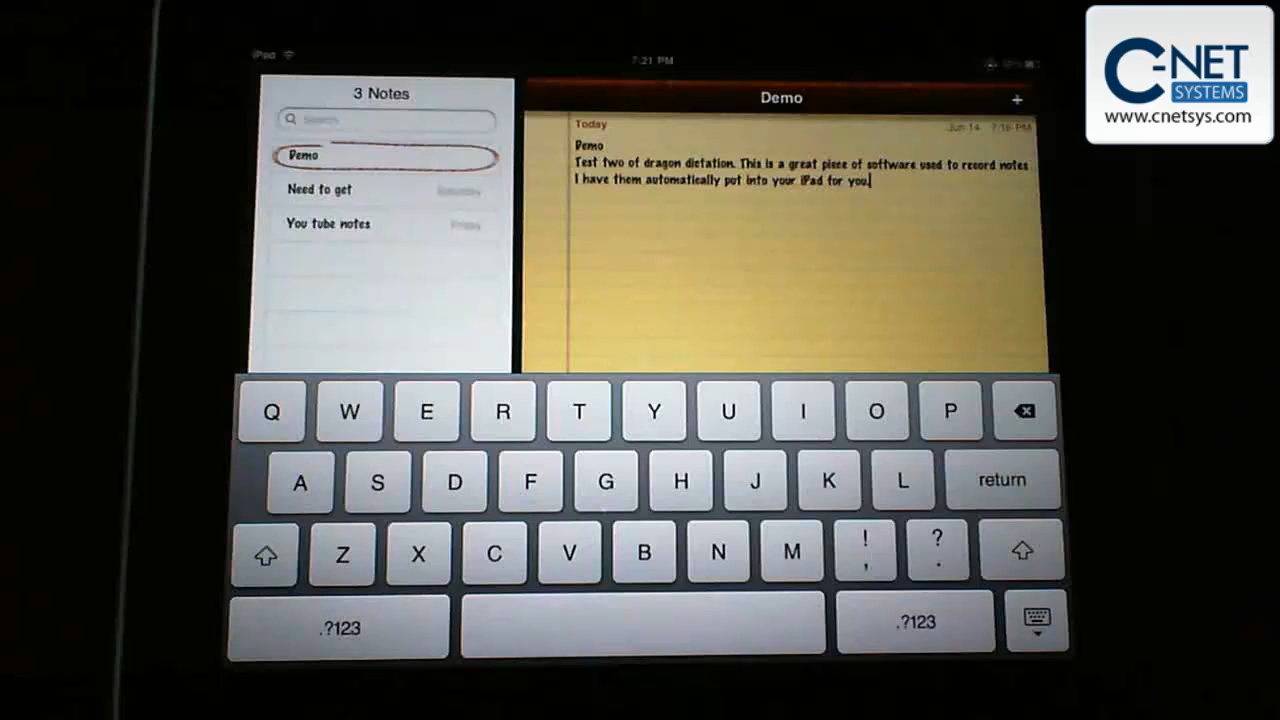 iPad
7:21 PM
C-NET
SYSTEMS
www.cnetsys.com
3 Notes
Search
Demo
Need to get Saturday
You tube notes Friday
Demo +
Today Jun 14 7:16 PM
Demo
Test two of dragon dictation. This is a great piece of software used to record notes
I have them automatically put into your iPad for you.
Q W E R T Y U I O P
A S D F G H J K L return
Z X C V B N M ! , ? .
.?123 .?123